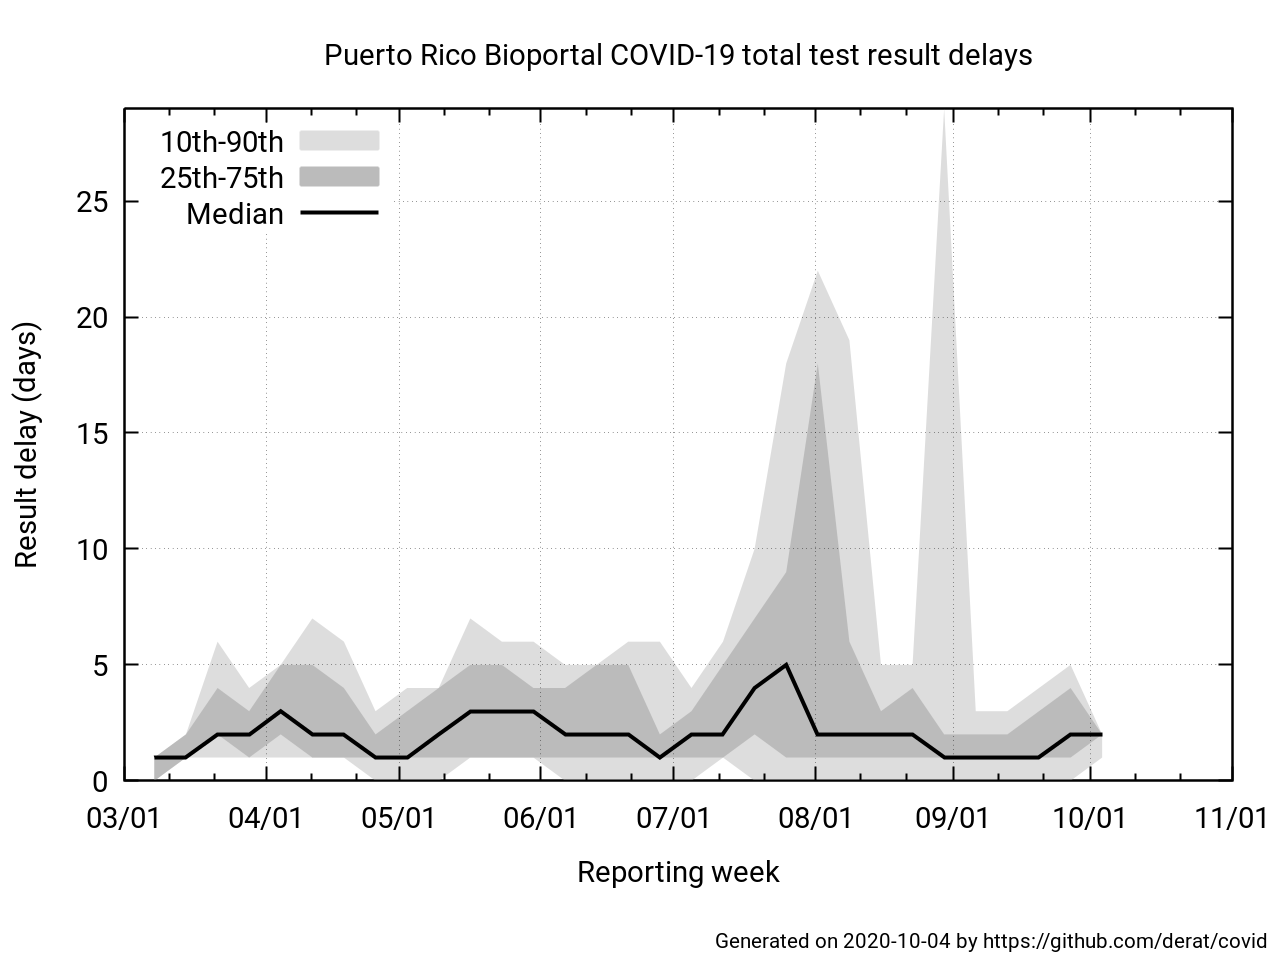 Puerto Rico Bioportal COVID-19 total test result delays
10th-90th
25th-75th
Median
25
20
15
10
5
0
Result delay (days)
03/01 04/01 05/01 06/01 07/01 08/01 09/01 10/01 11/01
Reporting week
Generated on 2020-10-04 by https://github.com/derat/covid